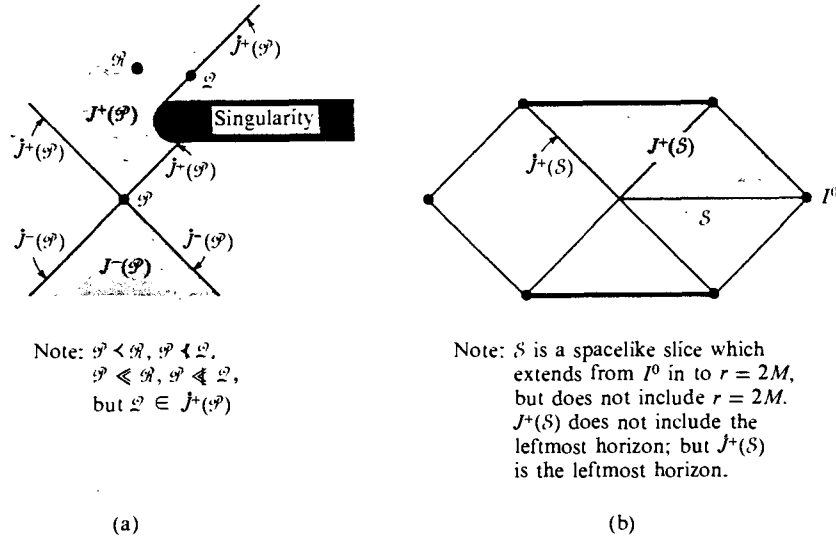 𝒥̇⁺(𝒫)
ℛ
𝒬
J⁺(𝒫)
Singularity
J̇⁺(𝒫)
J̇⁺(𝒫)
𝒫
J̇⁻(𝒫)
J̇⁻(𝒫)
J⁻(𝒫)
Note: 𝒫 ≺ ℛ, 𝒫 ⊀ 𝒬,
𝒫 ≪ ℛ, 𝒫 ≪̸ 𝒬,
but 𝒬 ∈ J̇⁺(𝒫)
(a)
J⁺(𝒮)
J̇⁺(𝒮)
I⁰
𝒮
Note: 𝒮 is a spacelike slice which
extends from I⁰ in to r = 2M,
but does not include r = 2M.
J⁺(𝒮) does not include the
leftmost horizon; but J̇⁺(𝒮)
is the leftmost horizon.
(b)